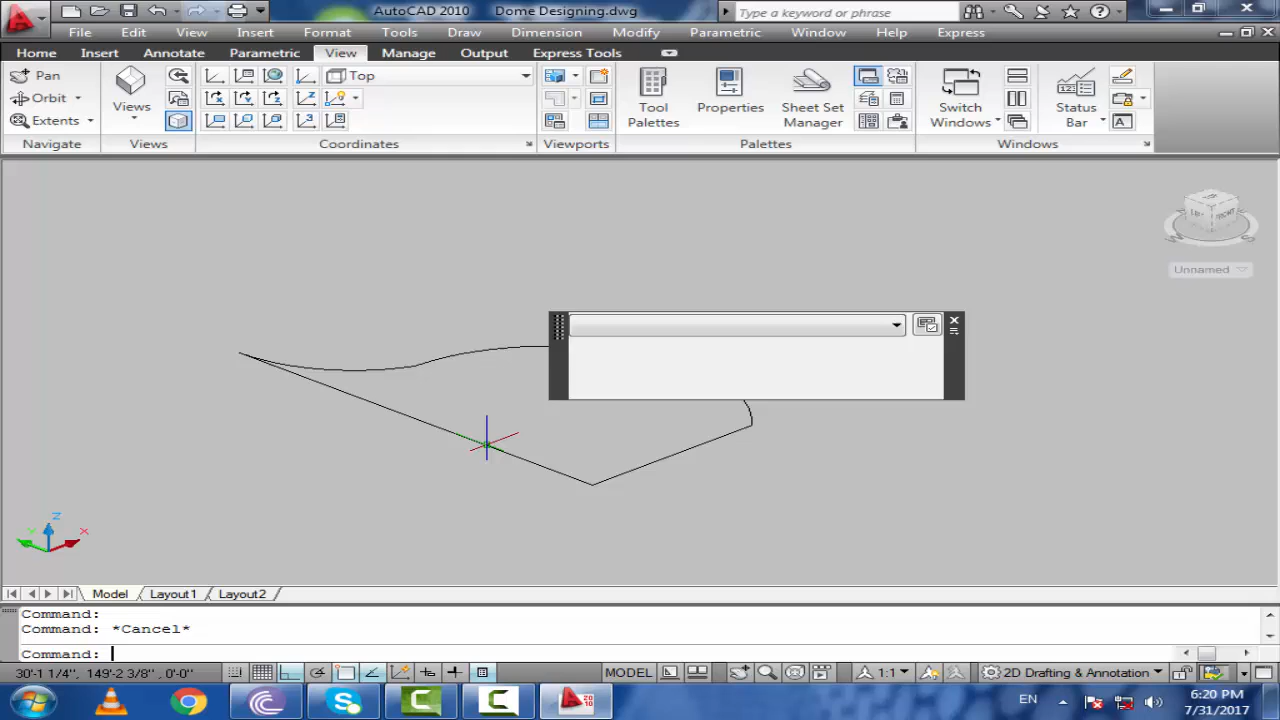 AutoCAD 2010 Dome Designing.dwg
Type a keyword or phrase
File Edit View Insert Format Tools Draw Dimension Modify Parametric Window Help Express
Home Insert Annotate Parametric View Manage Output Express Tools
Pan
Orbit
Extents
Navigate
Views
Views
Top
Coordinates
Viewports
Tool
Palettes
Properties
Sheet Set
Manager
Palettes
Switch
Windows
Status
Bar
Windows
FRONT
W
S
Unnamed
Z
Y
X
Model Layout1 Layout2
Command:
Command: *Cancel*
Command:
30'-1 1/4", 149'-2 3/8" , 0'-0"
MODEL
1:1
2D Drafting & Annotation
EN
6:20 PM
7/31/2017